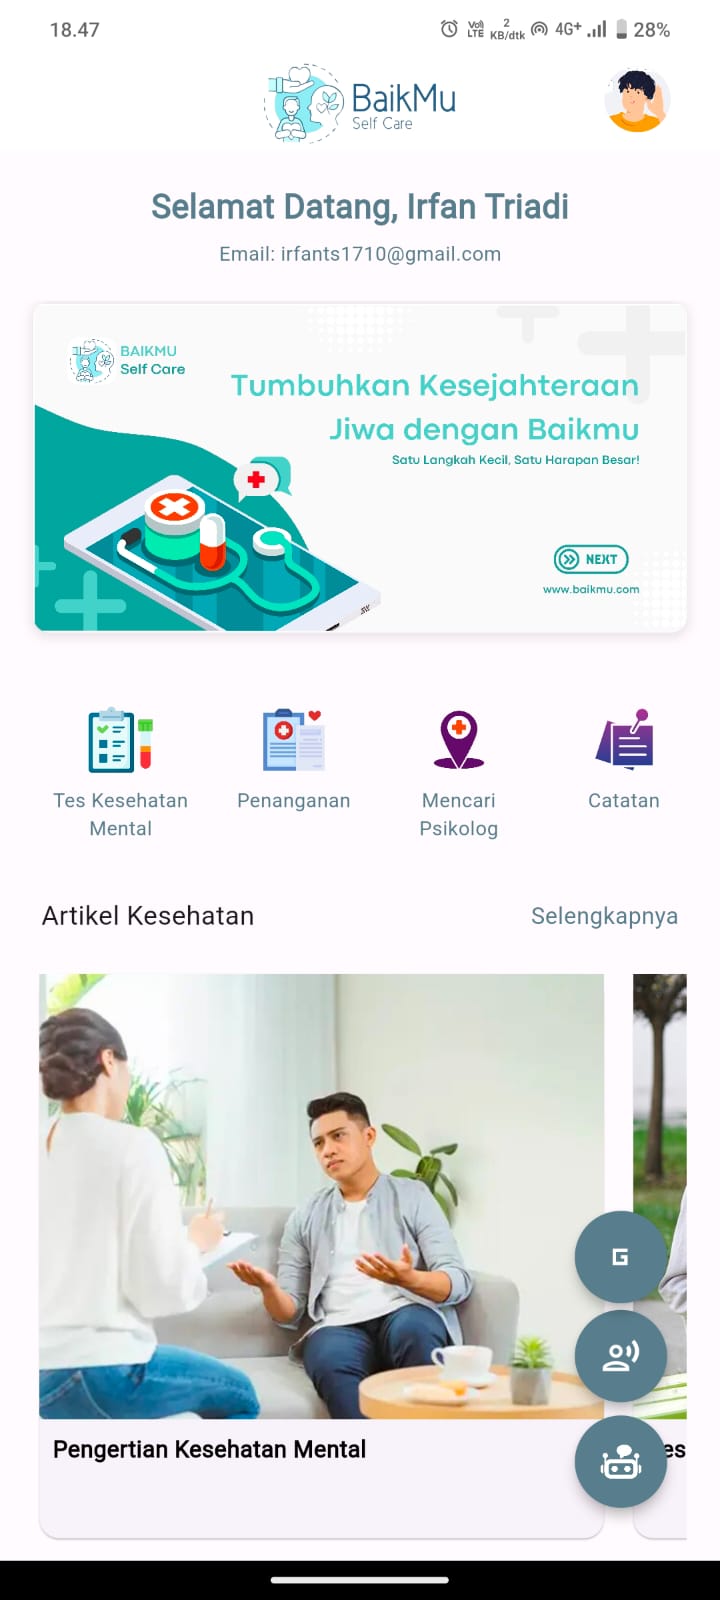 18.47
Vo) LTE
2 KB/dtk
4G+
28%
BaikMu
Self Care
Selamat Datang, Irfan Triadi
Email: irfants1710@gmail.com
BAIKMU
Self Care
Tumbuhkan Kesejahteraan
Jiwa dengan Baikmu
Satu Langkah Kecil, Satu Harapan Besar!
NEXT
www.baikmu.com
Tes Kesehatan
Mental
Penanganan
Mencari
Psikolog
Catatan
Artikel Kesehatan
Selengkapnya
G
Pengertian Kesehatan Mental